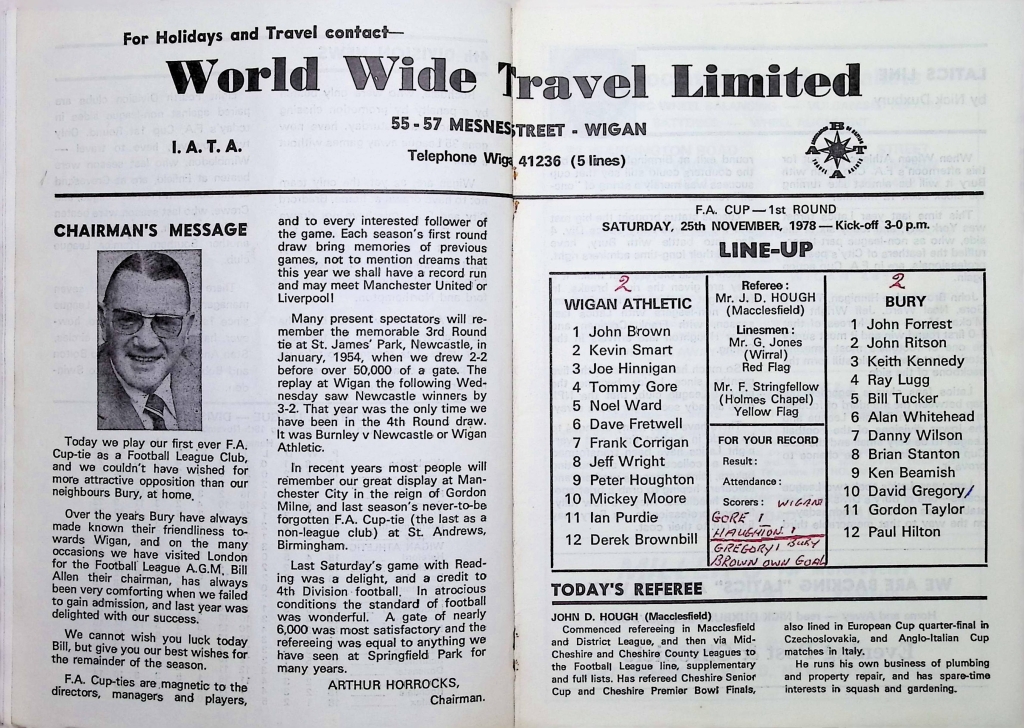 For Holidays and Travel contact—
World Wide Travel Limited
55-57 MESNES STREET - WIGAN
I. A. T. A.
Telephone Wiga 41236 (5 lines)
A B T A
CHAIRMAN'S MESSAGE
Today we play our first ever F.A.
Cup-tie as a Football League Club,
and we couldn't have wished for
more attractive opposition than our
neighbours Bury, at home.
Over the years Bury have always
made known their friendliness to-
wards Wigan, and on the many
occasions we have visited London
for the Football League A.G.M. Bill
Allen their chairman, has always
been very comforting when we failed
to gain admission, and last year was
delighted with our success.
We cannot wish you luck today
Bill, but give you our best wishes for
the remainder of the season.
F.A. Cup-ties are magnetic to the
directors, managers and players,
and to every interested follower of
the game. Each season's first round
draw bring memories of previous
games, not to mention dreams that
this year we shall have a record run
and may meet Manchester United or
Liverpool!
Many present spectators will re-
member the memorable 3rd Round
tie at St. James' Park, Newcastle, in
January, 1954, when we drew 2-2
before over 50,000 of a gate. The
replay at Wigan the following Wed-
nesday saw Newcastle winners by
3-2. That year was the only time we
have been in the 4th Round draw.
It was Burnley v Newcastle or Wigan
Athletic.
In recent years most people will
remember our great display at Man-
chester City in the reign of Gordon
Milne, and last season's never-to-be
forgotten F.A. Cup-tie (the last as a
non-league club) at St. Andrews,
Birmingham.
Last Saturday's game with Read-
ing was a delight, and a credit to
4th Division football. In atrocious
conditions the standard of football
was wonderful. A gate of nearly
6,000 was most satisfactory and the
refereeing was equal to anything we
have seen at Springfield Park for
many years.
ARTHUR HORROCKS,
Chairman.
F.A. CUP—1st ROUND
SATURDAY, 25th NOVEMBER, 1978—Kick-off 3-0 p.m.
LINE-UP
2
WIGAN ATHLETIC
1 John Brown
2 Kevin Smart
3 Joe Hinnigan
4 Tommy Gore
5 Noel Ward
6 Dave Fretwell
7 Frank Corrigan
8 Jeff Wright
9 Peter Houghton
10 Mickey Moore
11 Ian Purdie
12 Derek Brownbill
Referee:
Mr. J. D. HOUGH
(Macclesfield)
Linesmen:
Mr. G. Jones
(Wirral)
Red Flag
Mr. F. Stringfellow
(Holmes Chapel)
Yellow Flag
FOR YOUR RECORD
Result:
Attendance:
Scorers: WIGAN
GORE 1
HAUGHTON 1
GREGORY 1 BURY
BROWN OWN GOAL
2
BURY
1 John Forrest
2 John Ritson
3 Keith Kennedy
4 Ray Lugg
5 Bill Tucker
6 Alan Whitehead
7 Danny Wilson
8 Brian Stanton
9 Ken Beamish
10 David Gregory/
11 Gordon Taylor
12 Paul Hilton
TODAY'S REFEREE
JOHN D. HOUGH (Macclesfield)
Commenced refereeing in Macclesfield
and District League, and then via Mid-
Cheshire and Cheshire County Leagues to
the Football League line, supplementary
and full lists. Has refereed Cheshire Senior
Cup and Cheshire Premier Bowl Finals,
also lined in European Cup quarter-final in
Czechoslovakia, and Anglo-Italian Cup
matches in Italy.
He runs his own business of plumbing
and property repair, and has spare-time
interests in squash and gardening.